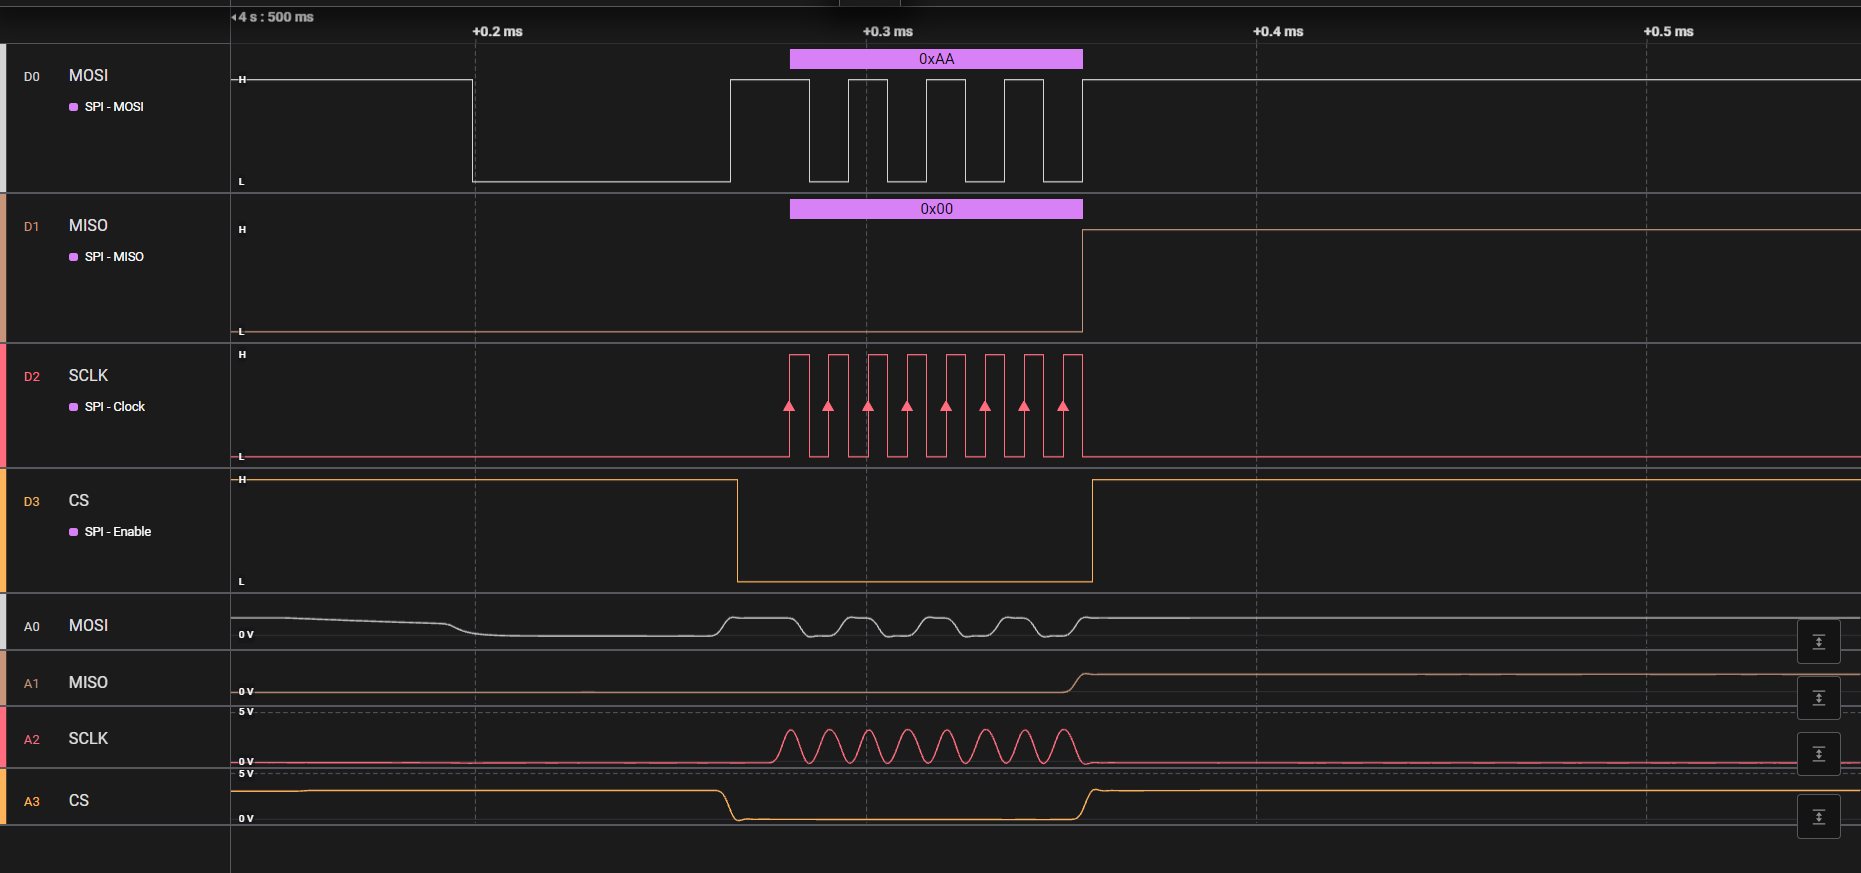 4 s : 500 ms
+0.2 ms +0.3 ms +0.4 ms +0.5 ms
0xAA
D0 MOSI
H
SPI - MOSI
L
0x00
D1 MISO
H
SPI - MISO
L
H
D2 SCLK
SPI - Clock
L
H
D3 CS
SPI - Enable
L
A0 MOSI
0 V
A1 MISO
0 V
5 V
A2 SCLK
0 V
5 V
A3 CS
0 V